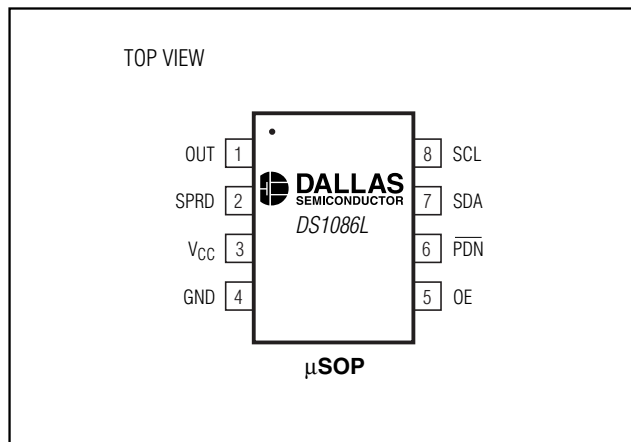 TOP VIEW
OUT 1
8 SCL
SPRD 2
DALLAS
SEMICONDUCTOR
7 SDA
DS1086L
VCC 3
6 P̅D̅N̅
GND 4
5 OE
μSOP